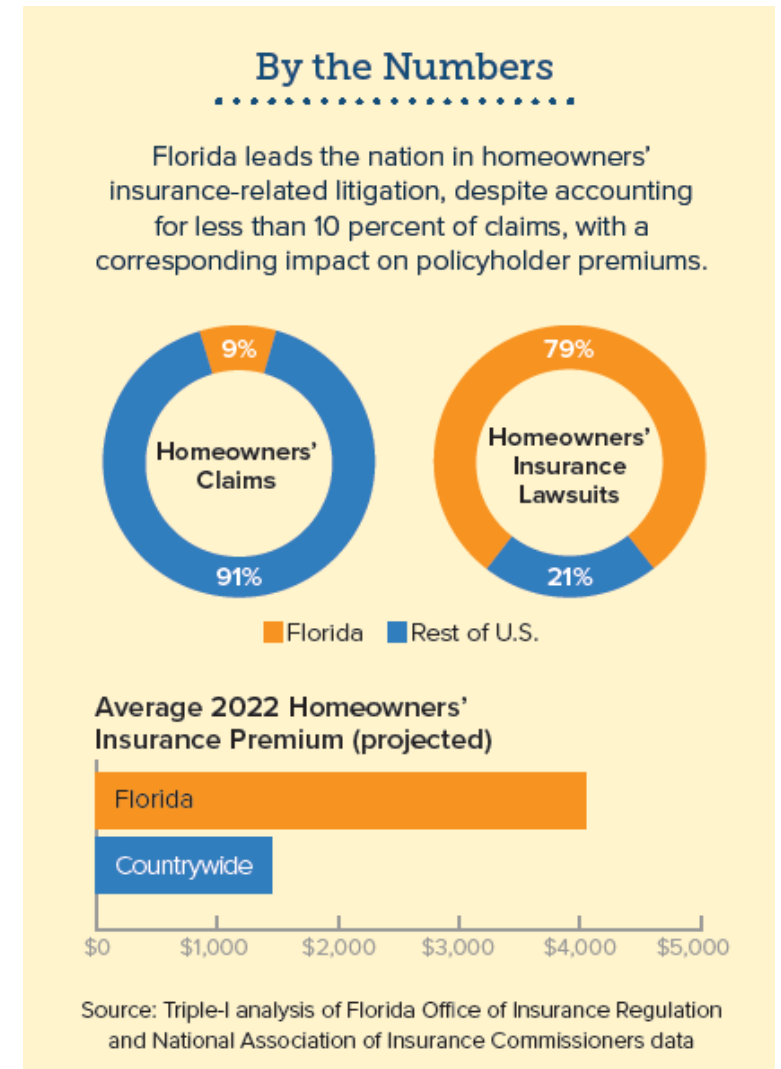 By the Numbers
Florida leads the nation in homeowners’
insurance-related litigation, despite accounting
for less than 10 percent of claims, with a
corresponding impact on policyholder premiums.
9%
Homeowners’
Claims
91%
79%
Homeowners’
Insurance
Lawsuits
21%
Florida
Rest of U.S.
Average 2022 Homeowners’
Insurance Premium (projected)
Florida
Countrywide
$0 $1,000 $2,000 $3,000 $4,000 $5,000
Source: Triple-I analysis of Florida Office of Insurance Regulation
and National Association of Insurance Commissioners data